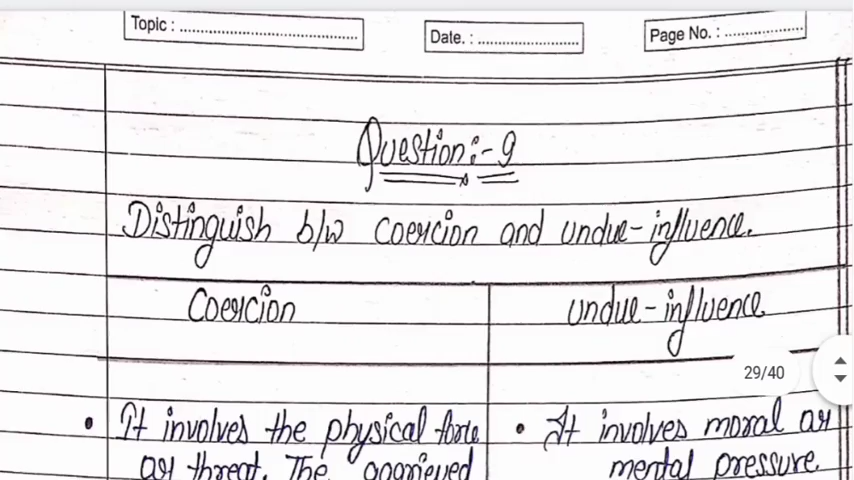 Topic : ........................................
Date. : ........................
Page No. : ...................
Question:- 9
Distinguish b/w coercion and undue-influence.
Coercion
undue-influence
29/40
• It involves the physical force
or threat. The aggrieved
• It involves moral or
mental pressure.